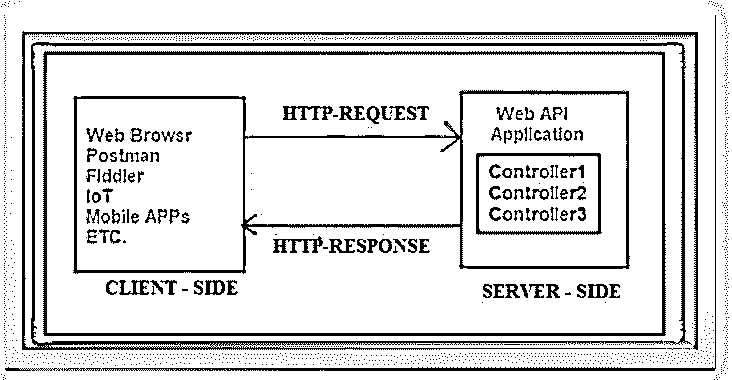 HTTP-REQUEST
Web Browsr
Postman
Fiddler
IoT
Mobile APPs
ETC.
Web API
Application
Controller1
Controller2
Controller3
HTTP-RESPONSE
CLIENT - SIDE
SERVER - SIDE